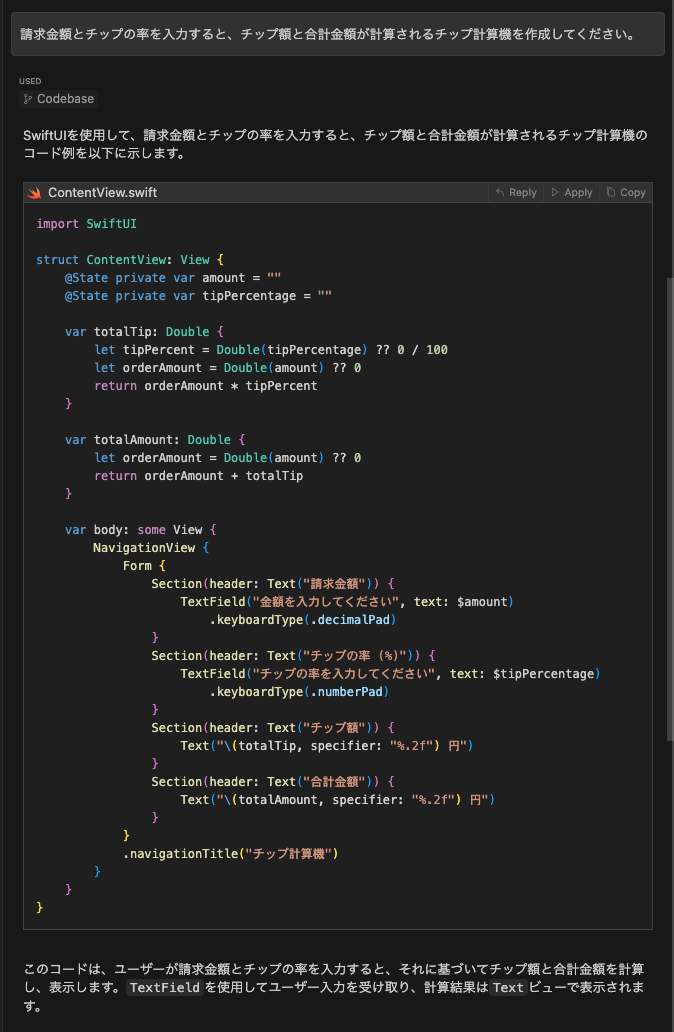 請求金額とチップの率を入力すると、チップ額と合計金額が計算されるチップ計算機を作成してください。
USED
Codebase
SwiftUIを使用して、請求金額とチップの率を入力すると、チップ額と合計金額が計算されるチップ計算機の
コード例を以下に示します。
ContentView.swift Reply Apply Copy
import SwiftUI
struct ContentView: View {
    @State private var amount = ""
    @State private var tipPercentage = ""
    var totalTip: Double {
        let tipPercent = Double(tipPercentage) ?? 0 / 100
        let orderAmount = Double(amount) ?? 0
        return orderAmount * tipPercent
    }
    var totalAmount: Double {
        let orderAmount = Double(amount) ?? 0
        return orderAmount + totalTip
    }
    var body: some View {
        NavigationView {
            Form {
                Section(header: Text("請求金額")) {
                    TextField("金額を入力してください", text: $amount)
                        .keyboardType(.decimalPad)
                }
                Section(header: Text("チップの率 (%)")) {
                    TextField("チップの率を入力してください", text: $tipPercentage)
                        .keyboardType(.numberPad)
                }
                Section(header: Text("チップ額")) {
                    Text("\(totalTip, specifier: "%.2f") 円")
                }
                Section(header: Text("合計金額")) {
                    Text("\(totalAmount, specifier: "%.2f") 円")
                }
            }
            .navigationTitle("チップ計算機")
        }
    }
}
このコードは、ユーザーが請求金額とチップの率を入力すると、それに基づいてチップ額と合計金額を計算
し、表示します。TextFieldを使用してユーザー入力を受け取り、計算結果はTextビューで表示されま
す。